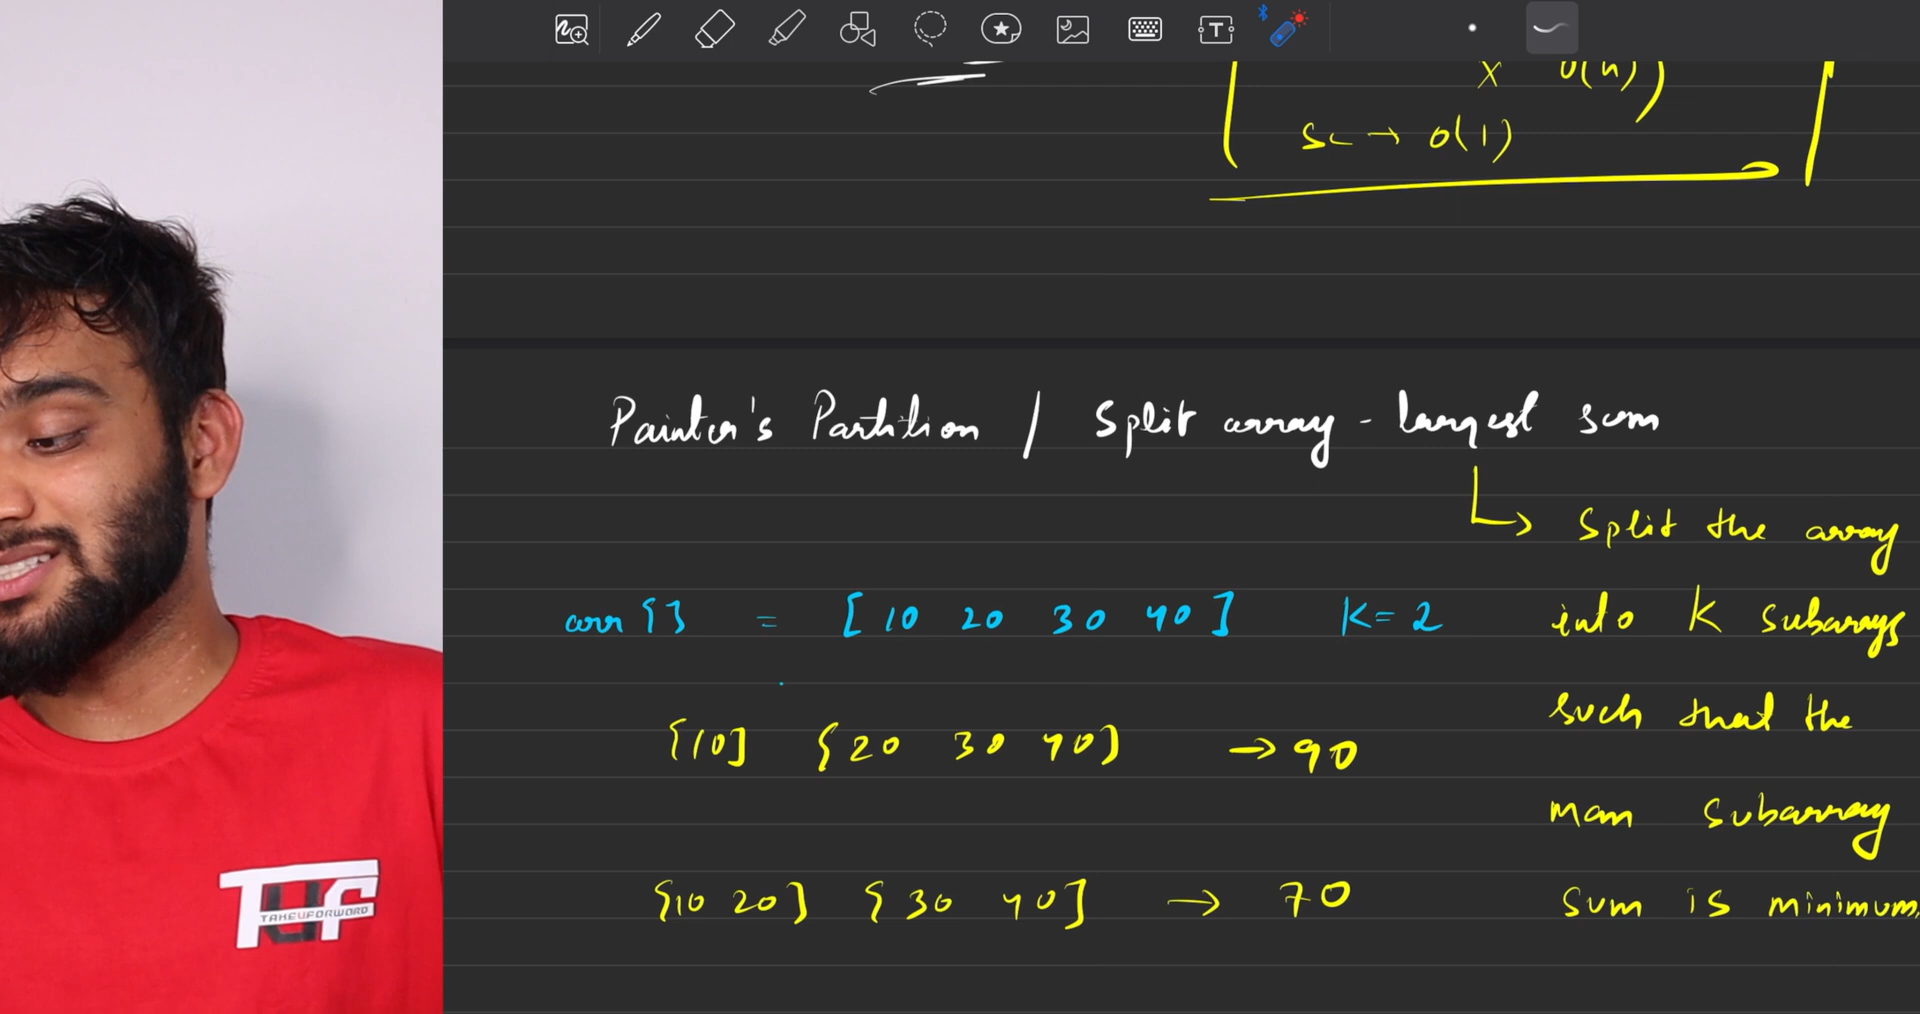 x O(n)
SC → O(1)
Painter's Partition / Split array - largest sum
↳ Split the array
arr [ ] = [ 10 20 30 40 ] K = 2
into K subarrays
such that the
[10] [20 30 40] → 90
max subarray
[10 20] [30 40] → 70
sum is minimum.
TUF
TAKEUFORWARD